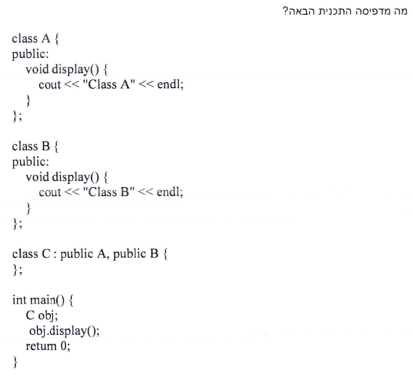 מה מדפיסה התכנית הבאה?
class A {
public:
void display() {
cout << "Class A" << endl;
}
};
class B {
public:
void display() {
cout << "Class B" << endl;
}
};
class C : public A, public B {
};
int main() {
C obj;
obj.display();
return 0;
}